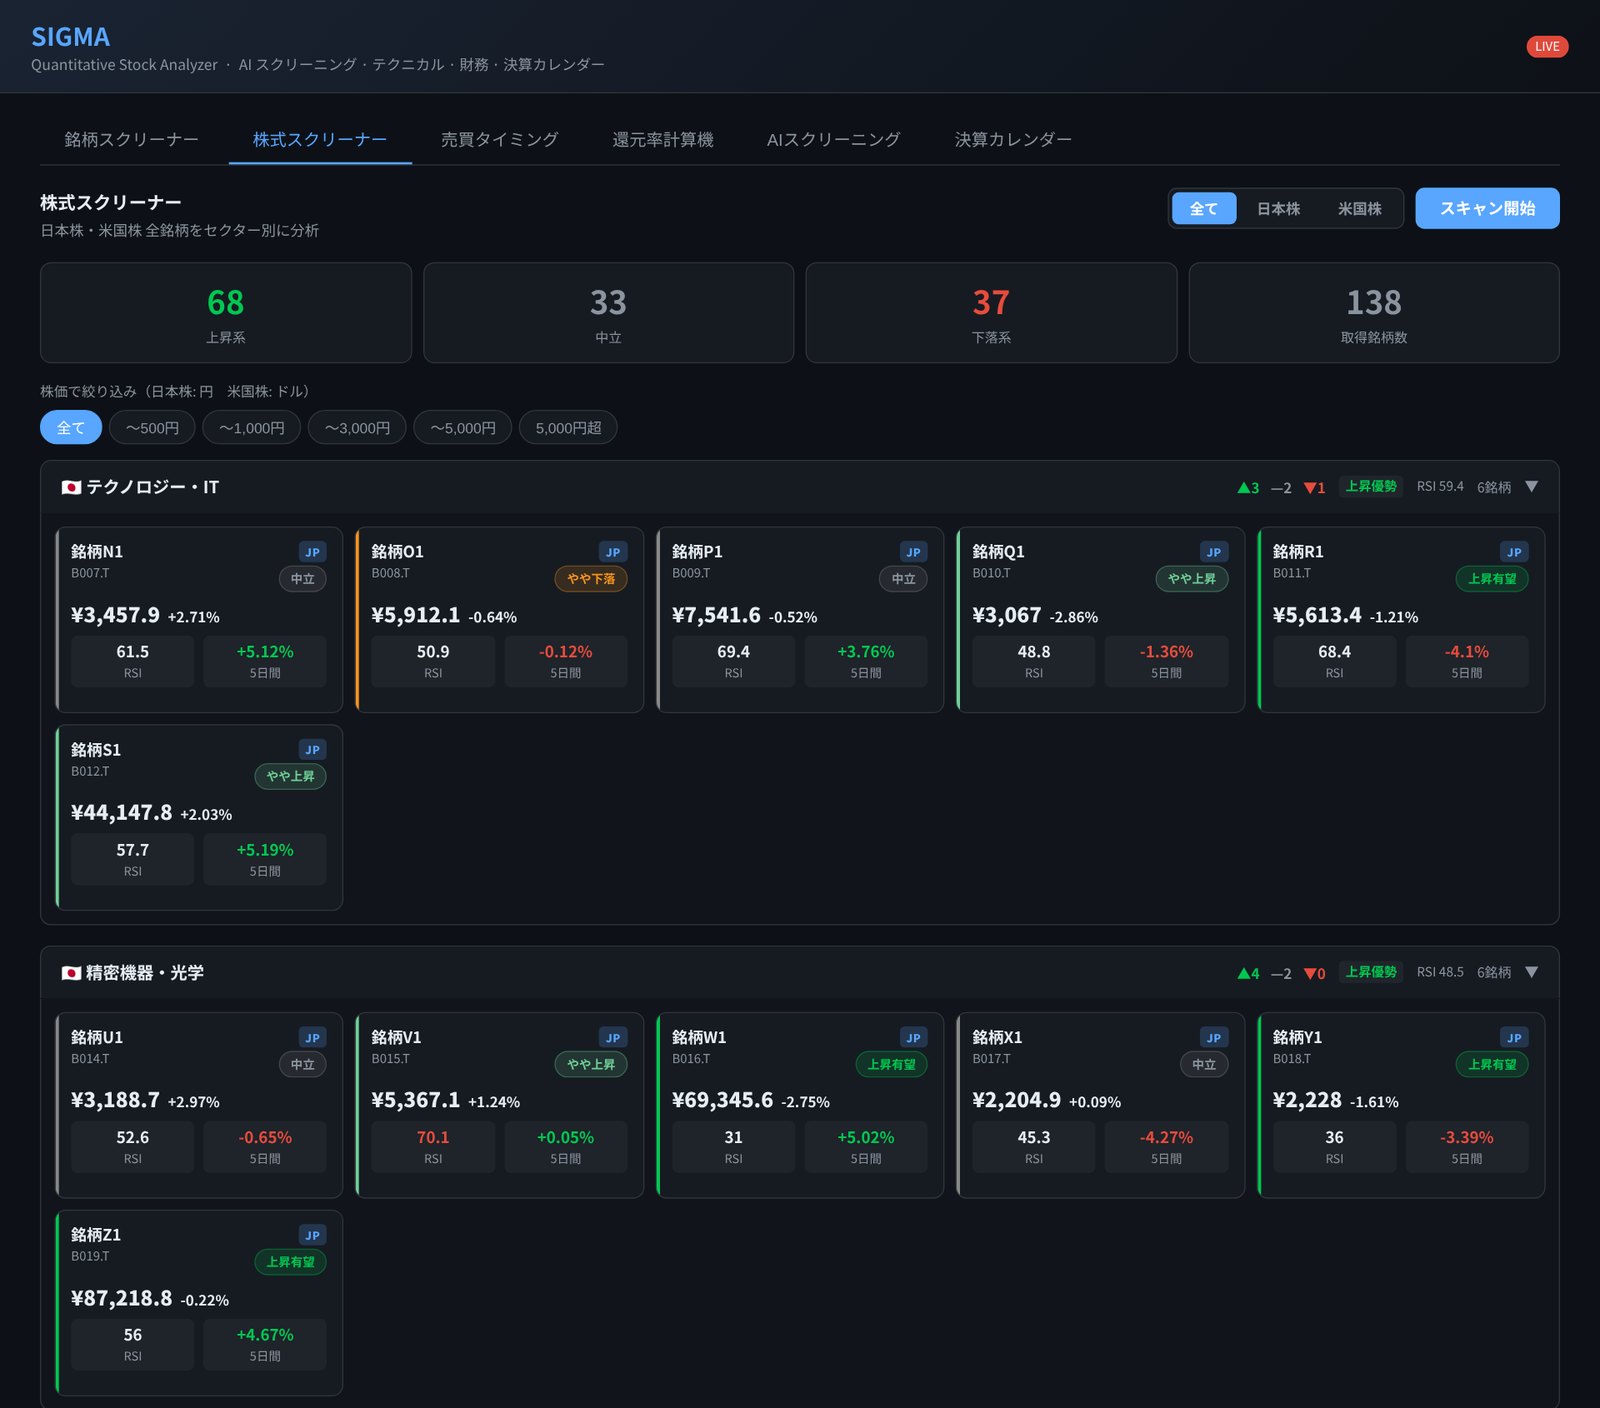 SIGMA
Quantitative Stock Analyzer · AI スクリーニング · テクニカル · 財務 · 決算カレンダー
LIVE
銘柄スクリーナー 株式スクリーナー 売買タイミング 還元率計算機 AIスクリーニング 決算カレンダー
株式スクリーナー
日本株・米国株 全銘柄をセクター別に分析
全て 日本株 米国株 スキャン開始
68 33 37 138
上昇系 中立 下落系 取得銘柄数
株価で絞り込み（日本株: 円　米国株: ドル）
全て 〜500円 〜1,000円 〜3,000円 〜5,000円 5,000円超
🇯🇵 テクノロジー・IT ▲3 —2 ▼1 上昇優勢 RSI 59.4 6銘柄 ▼
銘柄N1 JP
B007.T
中立
¥3,457.9 +2.71%
61.5 +5.12%
RSI 5日間
銘柄O1 JP
B008.T
やや下落
¥5,912.1 -0.64%
50.9 -0.12%
RSI 5日間
銘柄P1 JP
B009.T
中立
¥7,541.6 -0.52%
69.4 +3.76%
RSI 5日間
銘柄Q1 JP
B010.T
やや上昇
¥3,067 -2.86%
48.8 -1.36%
RSI 5日間
銘柄R1 JP
B011.T
上昇有望
¥5,613.4 -1.21%
68.4 -4.1%
RSI 5日間
銘柄S1 JP
B012.T
やや上昇
¥44,147.8 +2.03%
57.7 +5.19%
RSI 5日間
🇯🇵 精密機器・光学 ▲4 —2 ▼0 上昇優勢 RSI 48.5 6銘柄 ▼
銘柄U1 JP
B014.T
中立
¥3,188.7 +2.97%
52.6 -0.65%
RSI 5日間
銘柄V1 JP
B015.T
やや上昇
¥5,367.1 +1.24%
70.1 +0.05%
RSI 5日間
銘柄W1 JP
B016.T
上昇有望
¥69,345.6 -2.75%
31 +5.02%
RSI 5日間
銘柄X1 JP
B017.T
中立
¥2,204.9 +0.09%
45.3 -4.27%
RSI 5日間
銘柄Y1 JP
B018.T
上昇有望
¥2,228 -1.61%
36 -3.39%
RSI 5日間
銘柄Z1 JP
B019.T
上昇有望
¥87,218.8 -0.22%
56 +4.67%
RSI 5日間